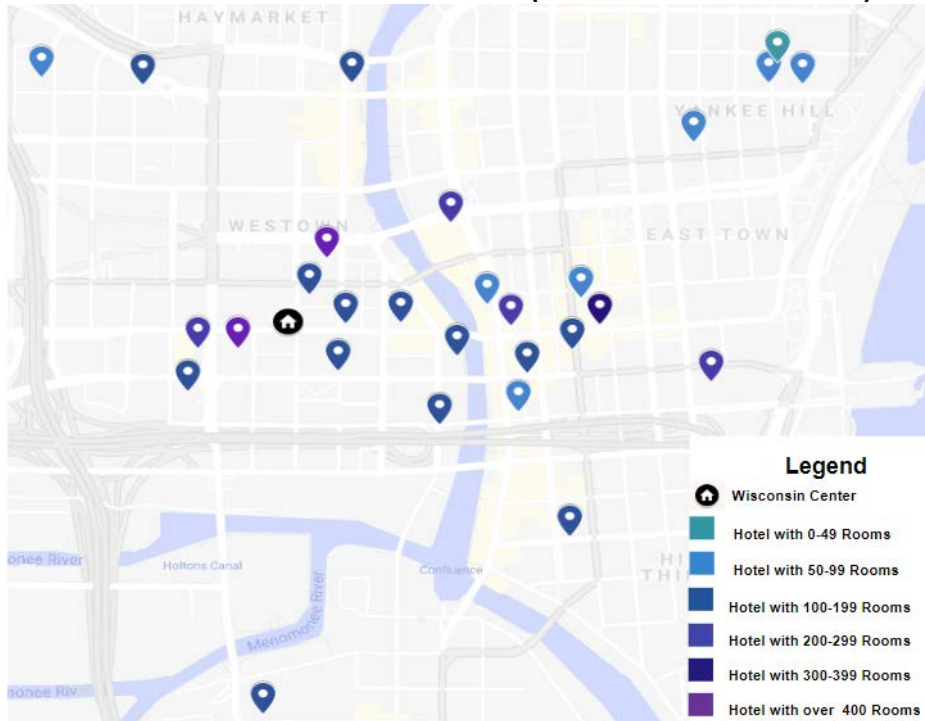 HAYMARKET
YANKEE HILL
WESTOWN
EAST TOWN
Legend
Wisconsin Center
Hotel with 0-49 Rooms
Hotel with 50-99 Rooms
Hotel with 100-199 Rooms
Hotel with 200-299 Rooms
Hotel with 300-399 Rooms
Hotel with over 400 Rooms
River
Holtons Canal
Confluence
Menomonee River
Riv